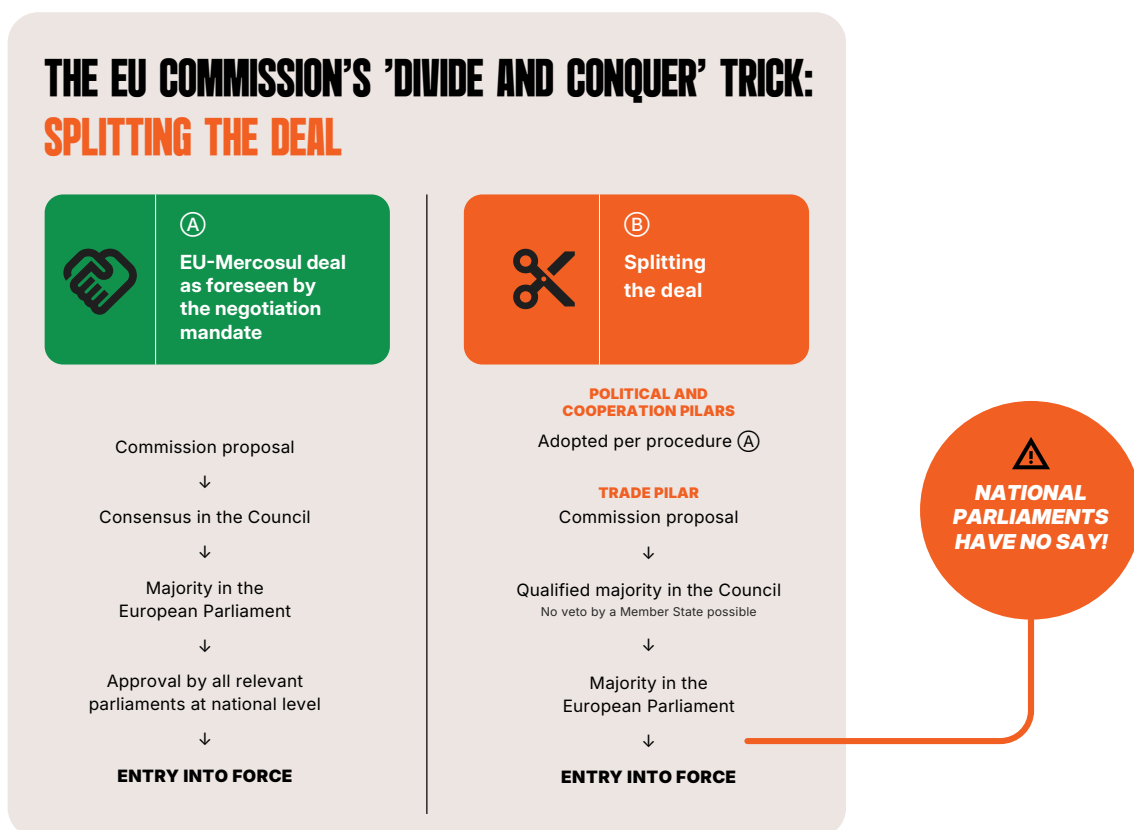 THE EU COMMISSION'S 'DIVIDE AND CONQUER' TRICK:
SPLITTING THE DEAL
Ⓐ
EU-Mercosul deal
as foreseen by
the negotiation
mandate
Commission proposal
↓
Consensus in the Council
↓
Majority in the
European Parliament
↓
Approval by all relevant
parliaments at national level
↓
ENTRY INTO FORCE
Ⓑ
Splitting
the deal
POLITICAL AND
COOPERATION PILARS
Adopted per procedure Ⓐ
TRADE PILAR
Commission proposal
↓
Qualified majority in the Council
No veto by a Member State possible
↓
Majority in the
European Parliament
↓
ENTRY INTO FORCE
NATIONAL
PARLIAMENTS
HAVE NO SAY!